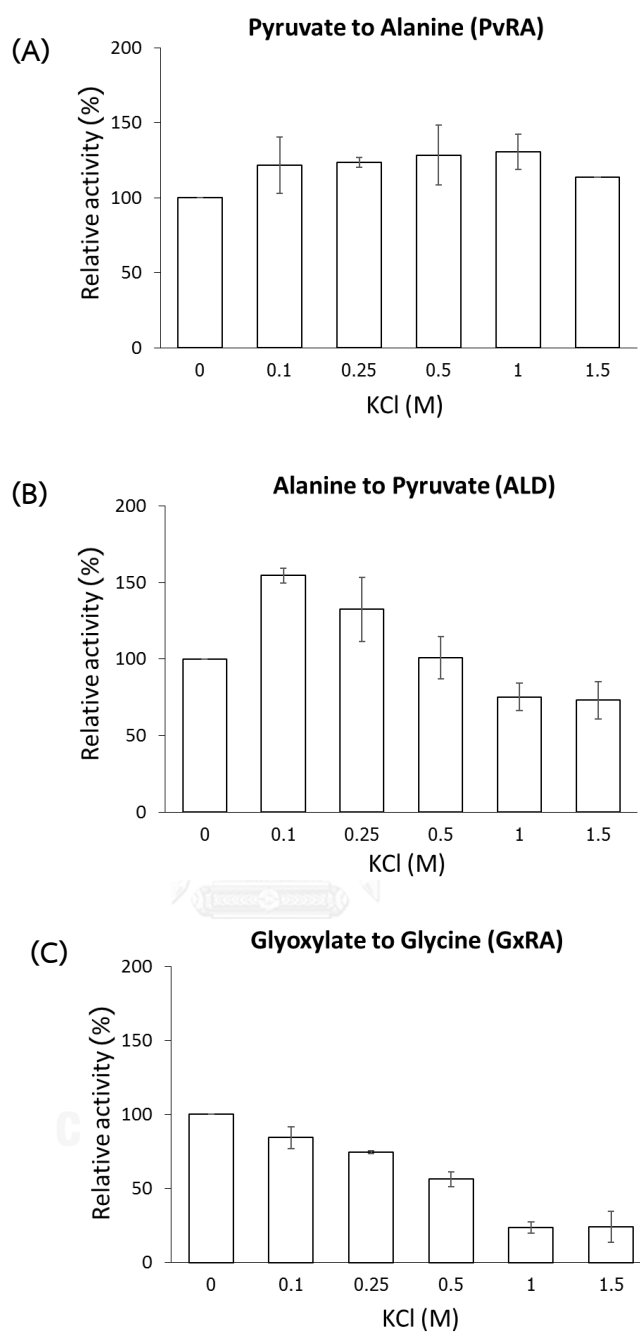 (A)
Pyruvate to Alanine (PvRA)
200
150
100
50
0
Relative activity (%)
0 0.1 0.25 0.5 1 1.5
KCl (M)
(B)
Alanine to Pyruvate (ALD)
200
150
100
50
0
Relative activity (%)
0 0.1 0.25 0.5 1 1.5
KCl (M)
(C)
Glyoxylate to Glycine (GxRA)
200
150
100
50
0
Relative activity (%)
0 0.1 0.25 0.5 1 1.5
KCl (M)
C